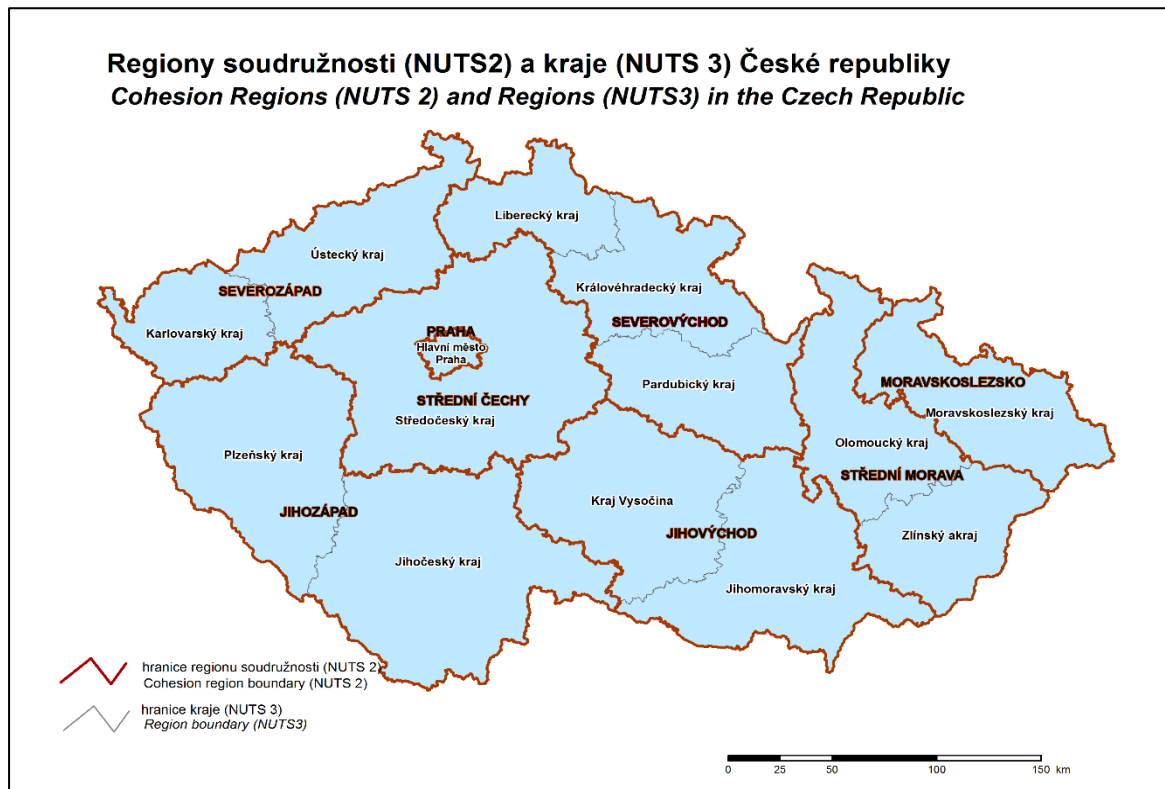 Regiony soudružnosti (NUTS2) a kraje (NUTS 3) České republiky
Cohesion Regions (NUTS 2) and Regions (NUTS3) in the Czech Republic
Liberecký kraj
Ústecký kraj
SEVEROZÁPAD
Královéhradecký kraj
Karlovarský kraj
SEVEROVÝCHOD
PRAHA
Hlavní město
Praha
Pardubický kraj
MORAVSKOSLEZSKO
STŘEDNÍ ČECHY
Středočeský kraj
Moravskoslezský kraj
Olomoucký kraj
Plzeňský kraj
STŘEDNÍ MORAVA
Kraj Vysočina
JIHOZÁPAD
JIHOVÝCHOD
Zlínský akraj
Jihočeský kraj
Jihomoravský kraj
hranice regionu soudružnosti (NUTS 2)
Cohesion region boundary (NUTS 2)
hranice kraje (NUTS 3)
Region boundary (NUTS3)
0 25 50 100 150 km